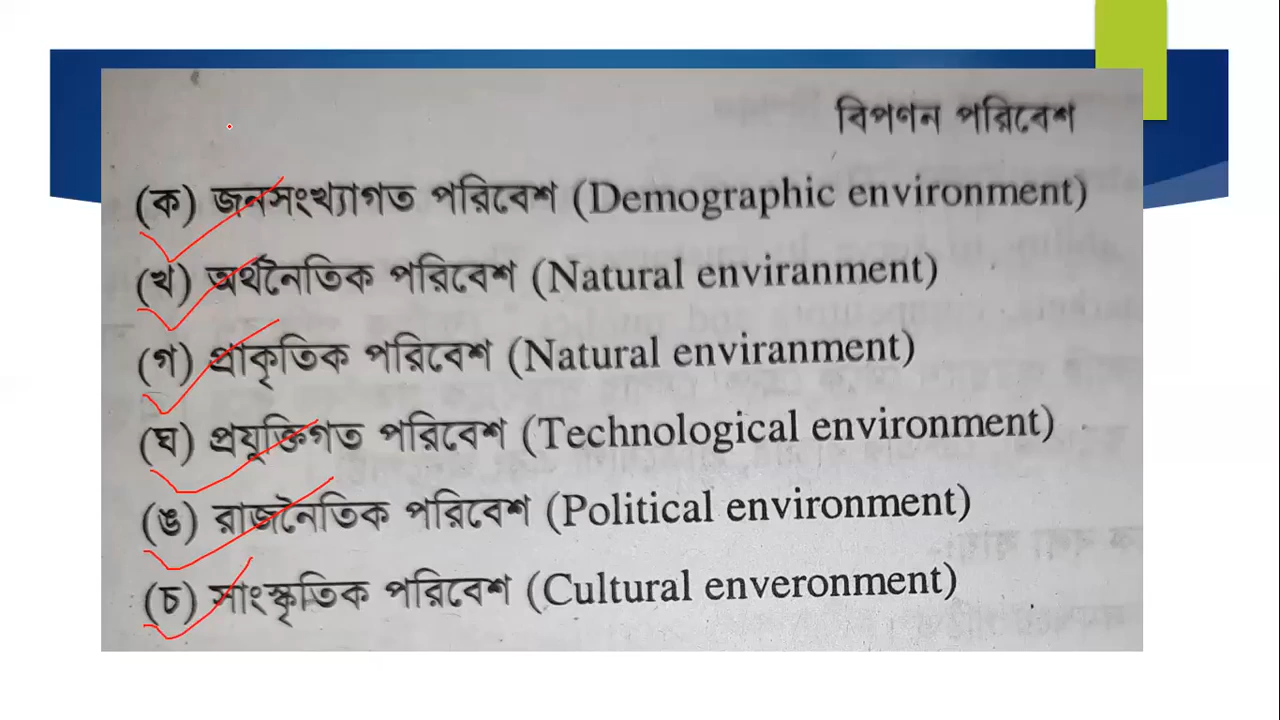 বিপণন পরিবেশ
(ক) জনসংখ্যাগত পরিবেশ (Demographic environment)
(খ) অর্থনৈতিক পরিবেশ (Natural enviranment)
(গ) প্রাকৃতিক পরিবেশ (Natural enviranment)
(ঘ) প্রযুক্তিগত পরিবেশ (Technological environment)
(ঙ) রাজনৈতিক পরিবেশ (Political environment)
(চ) সাংস্কৃতিক পরিবেশ (Cultural enveronment)